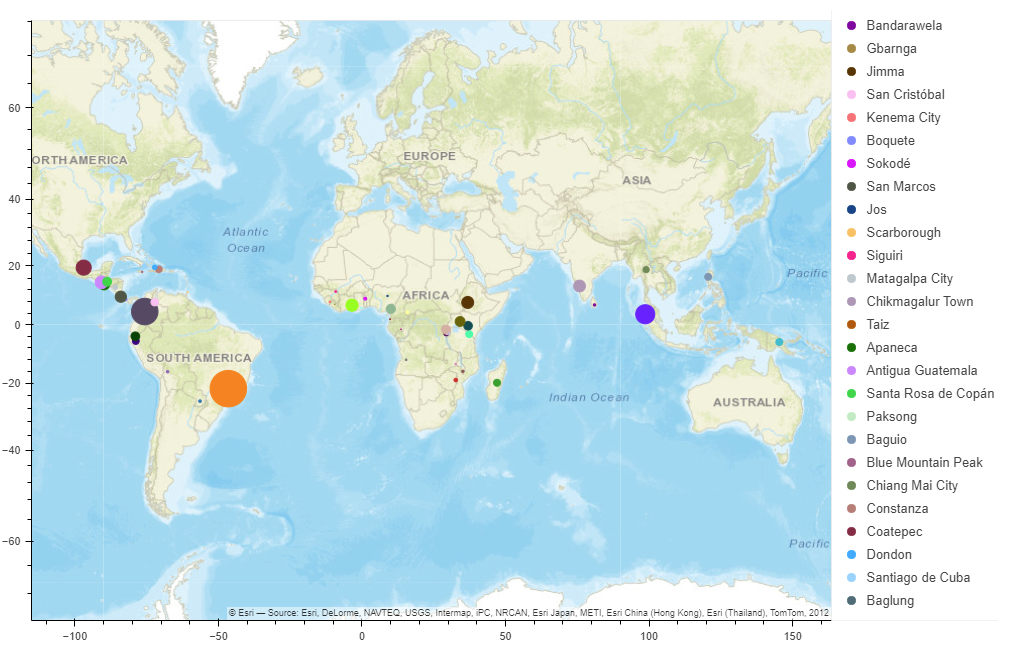 ORTH AMERICA
EUROPE
ASIA
Atlantic
Ocean
AFRICA
Pacific
SOUTH AMERICA
Indian Ocean
AUSTRALIA
Pacific
© Esri — Source: Esri, DeLorme, NAVTEQ, USGS, Intermap, iPC, NRCAN, Esri Japan, METI, Esri China (Hong Kong), Esri (Thailand), TomTom, 2012
60
40
20
0
−20
−40
−60
−100
−50
0
50
100
150
Bandarawela
Gbarnga
Jimma
San Cristóbal
Kenema City
Boquete
Sokodé
San Marcos
Jos
Scarborough
Siguiri
Matagalpa City
Chikmagalur Town
Taiz
Apaneca
Antigua Guatemala
Santa Rosa de Copán
Paksong
Baguio
Blue Mountain Peak
Chiang Mai City
Constanza
Coatepec
Dondon
Santiago de Cuba
Baglung